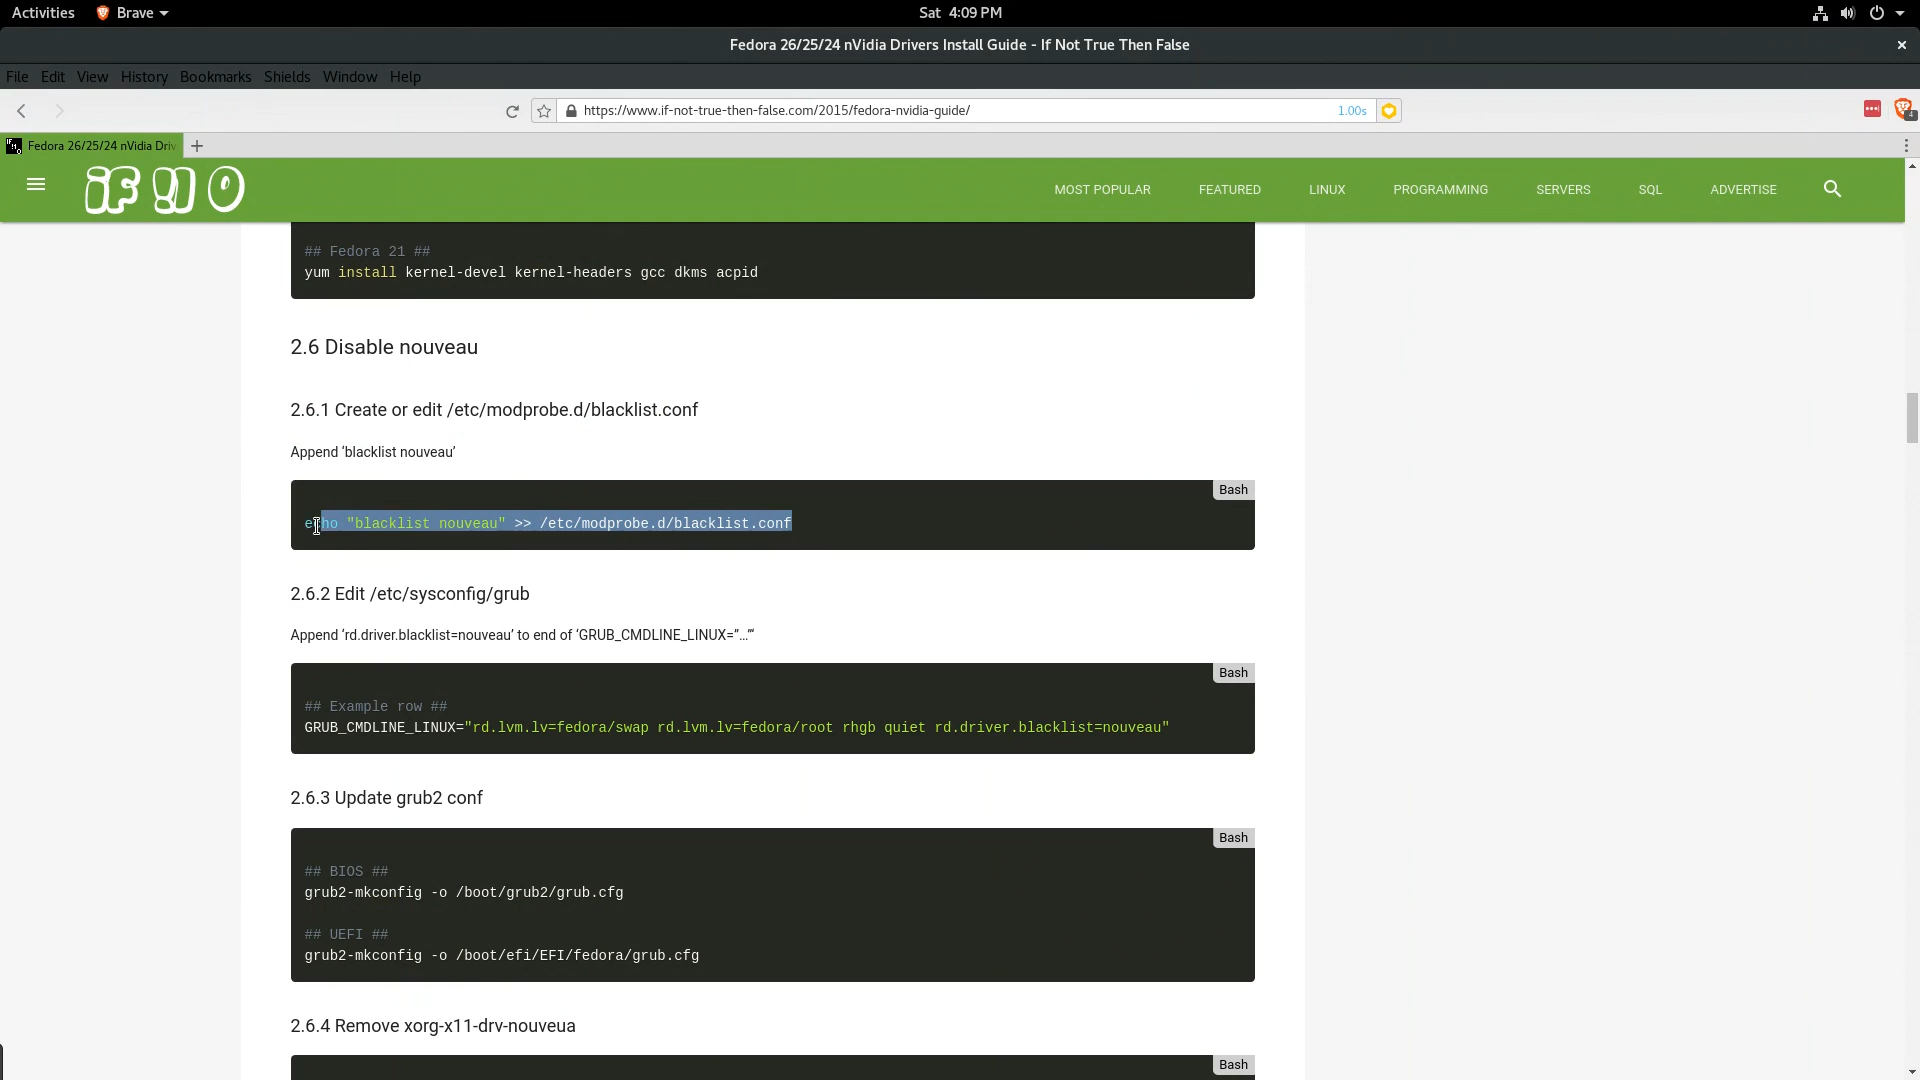 Activities Brave Sat 4:09 PM
Fedora 26/25/24 nVidia Drivers Install Guide - If Not True Then False
File Edit View History Bookmarks Shields Window Help
https://www.if-not-true-then-false.com/2015/fedora-nvidia-guide/ 1.00s
4
Fedora 26/25/24 nVidia Driv
if !1 0 MOST POPULAR FEATURED LINUX PROGRAMMING SERVERS SQL ADVERTISE
## Fedora 21 ##
yum install kernel-devel kernel-headers gcc dkms acpid
2.6 Disable nouveau
2.6.1 Create or edit /etc/modprobe.d/blacklist.conf
Append ‘blacklist nouveau’
Bash
echo "blacklist nouveau" >> /etc/modprobe.d/blacklist.conf
2.6.2 Edit /etc/sysconfig/grub
Append ‘rd.driver.blacklist=nouveau’ to end of ‘GRUB_CMDLINE_LINUX=”…”‘
Bash
## Example row ##
GRUB_CMDLINE_LINUX="rd.lvm.lv=fedora/swap rd.lvm.lv=fedora/root rhgb quiet rd.driver.blacklist=nouveau"
2.6.3 Update grub2 conf
Bash
## BIOS ##
grub2-mkconfig -o /boot/grub2/grub.cfg
## UEFI ##
grub2-mkconfig -o /boot/efi/EFI/fedora/grub.cfg
2.6.4 Remove xorg-x11-drv-nouveua
Bash